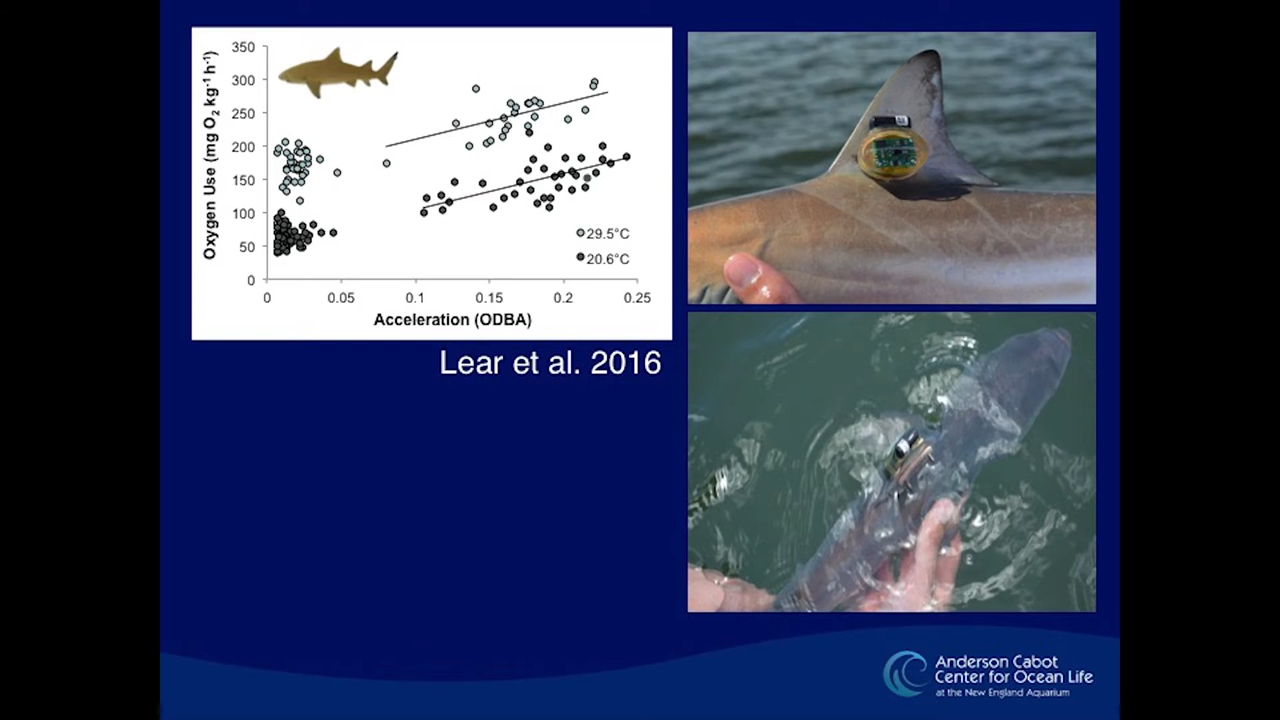 350
300
250
200
150
100
50
0
Oxygen Use (mg O₂ kg⁻¹ h⁻¹)
29.5°C
20.6°C
0 0.05 0.1 0.15 0.2 0.25
Acceleration (ODBA)
Lear et al. 2016
Anderson Cabot
Center for Ocean Life
at the New England Aquarium